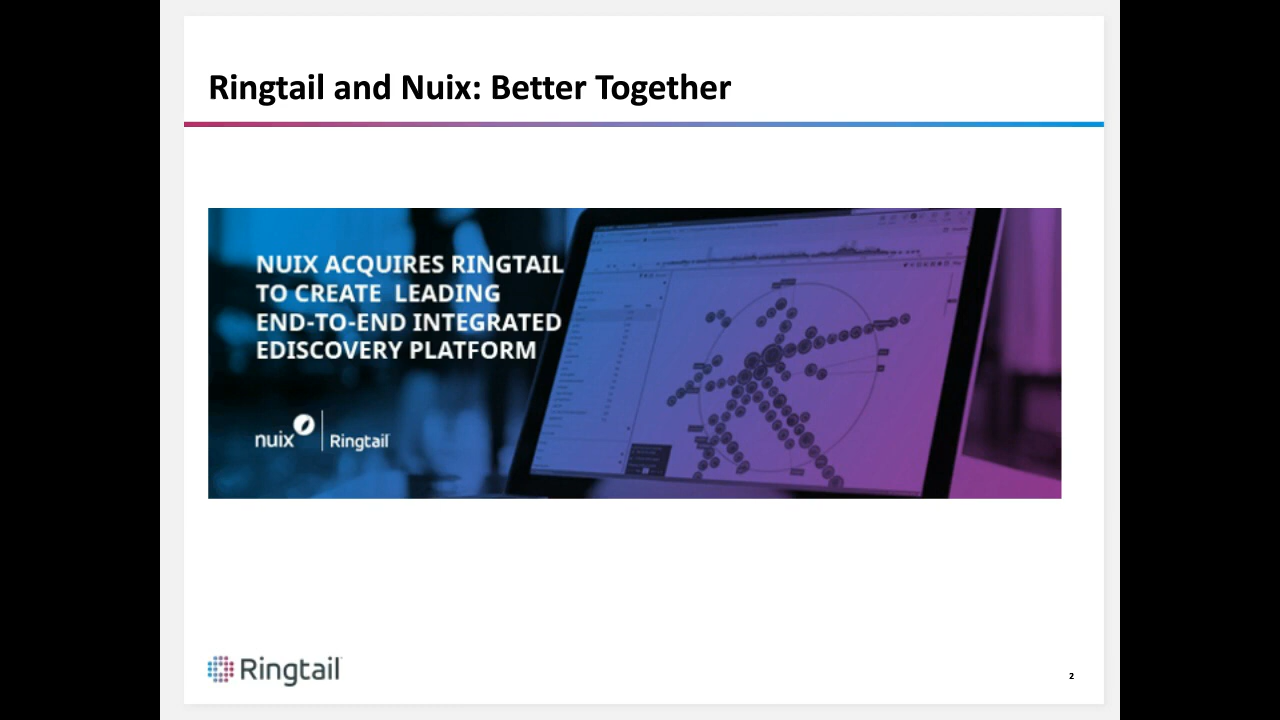 Ringtail and Nuix: Better Together
NUIX ACQUIRES RINGTAIL
TO CREATE LEADING
END-TO-END INTEGRATED
EDISCOVERY PLATFORM
nuix Ringtail
Ringtail
2